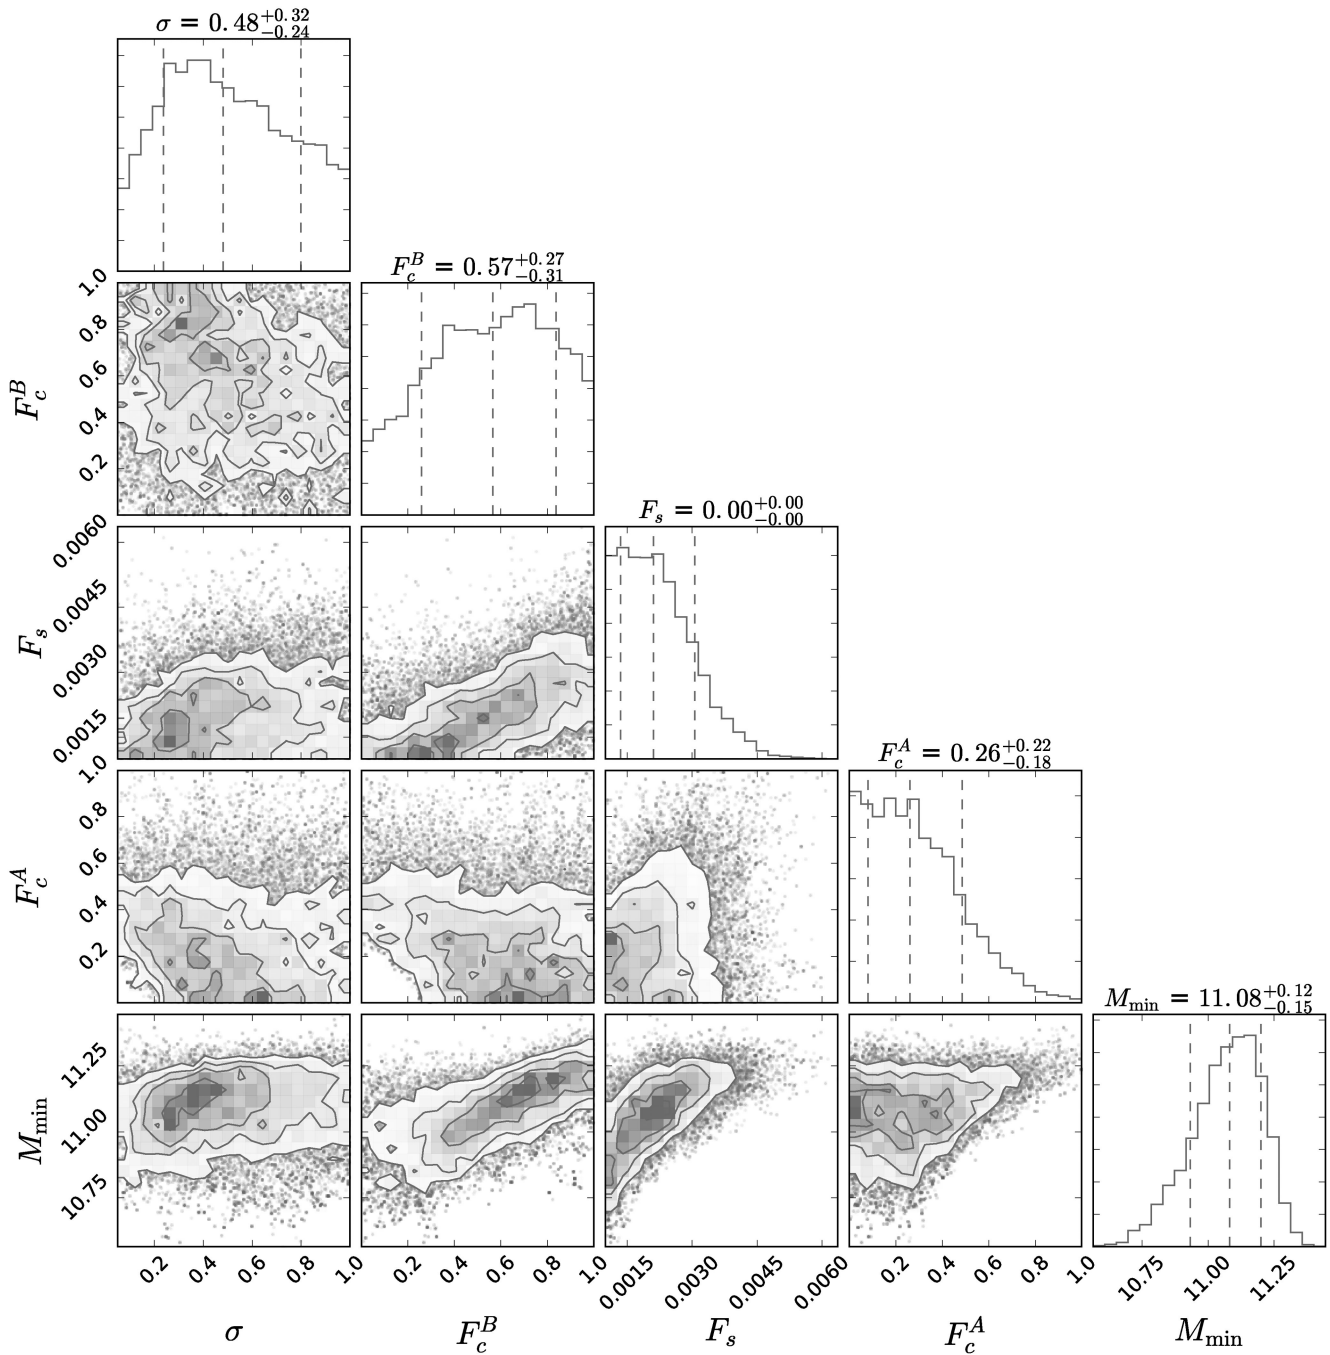 σ = 0.48+0.32 −0.24
1.0
0.8
0.6
0.4
0.2
F_c^B
F_c^B = 0.57+0.27 −0.31
0.0060
0.0045
0.0030
0.0015
F_s
F_s = 0.00+0.00 −0.00
1.0
0.8
0.6
0.4
0.2
F_c^A
F_c^A = 0.26+0.22 −0.18
11.25
11.00
10.75
M_min
M_min = 11.08+0.12 −0.15
0.2 0.4 0.6 0.8 1.0 0.2 0.4 0.6 0.8 1.0 0.0015 0.0030 0.0045 0.0060 0.2 0.4 0.6 0.8 1.0 10.75 11.00 11.25
σ F_c^B F_s F_c^A M_min